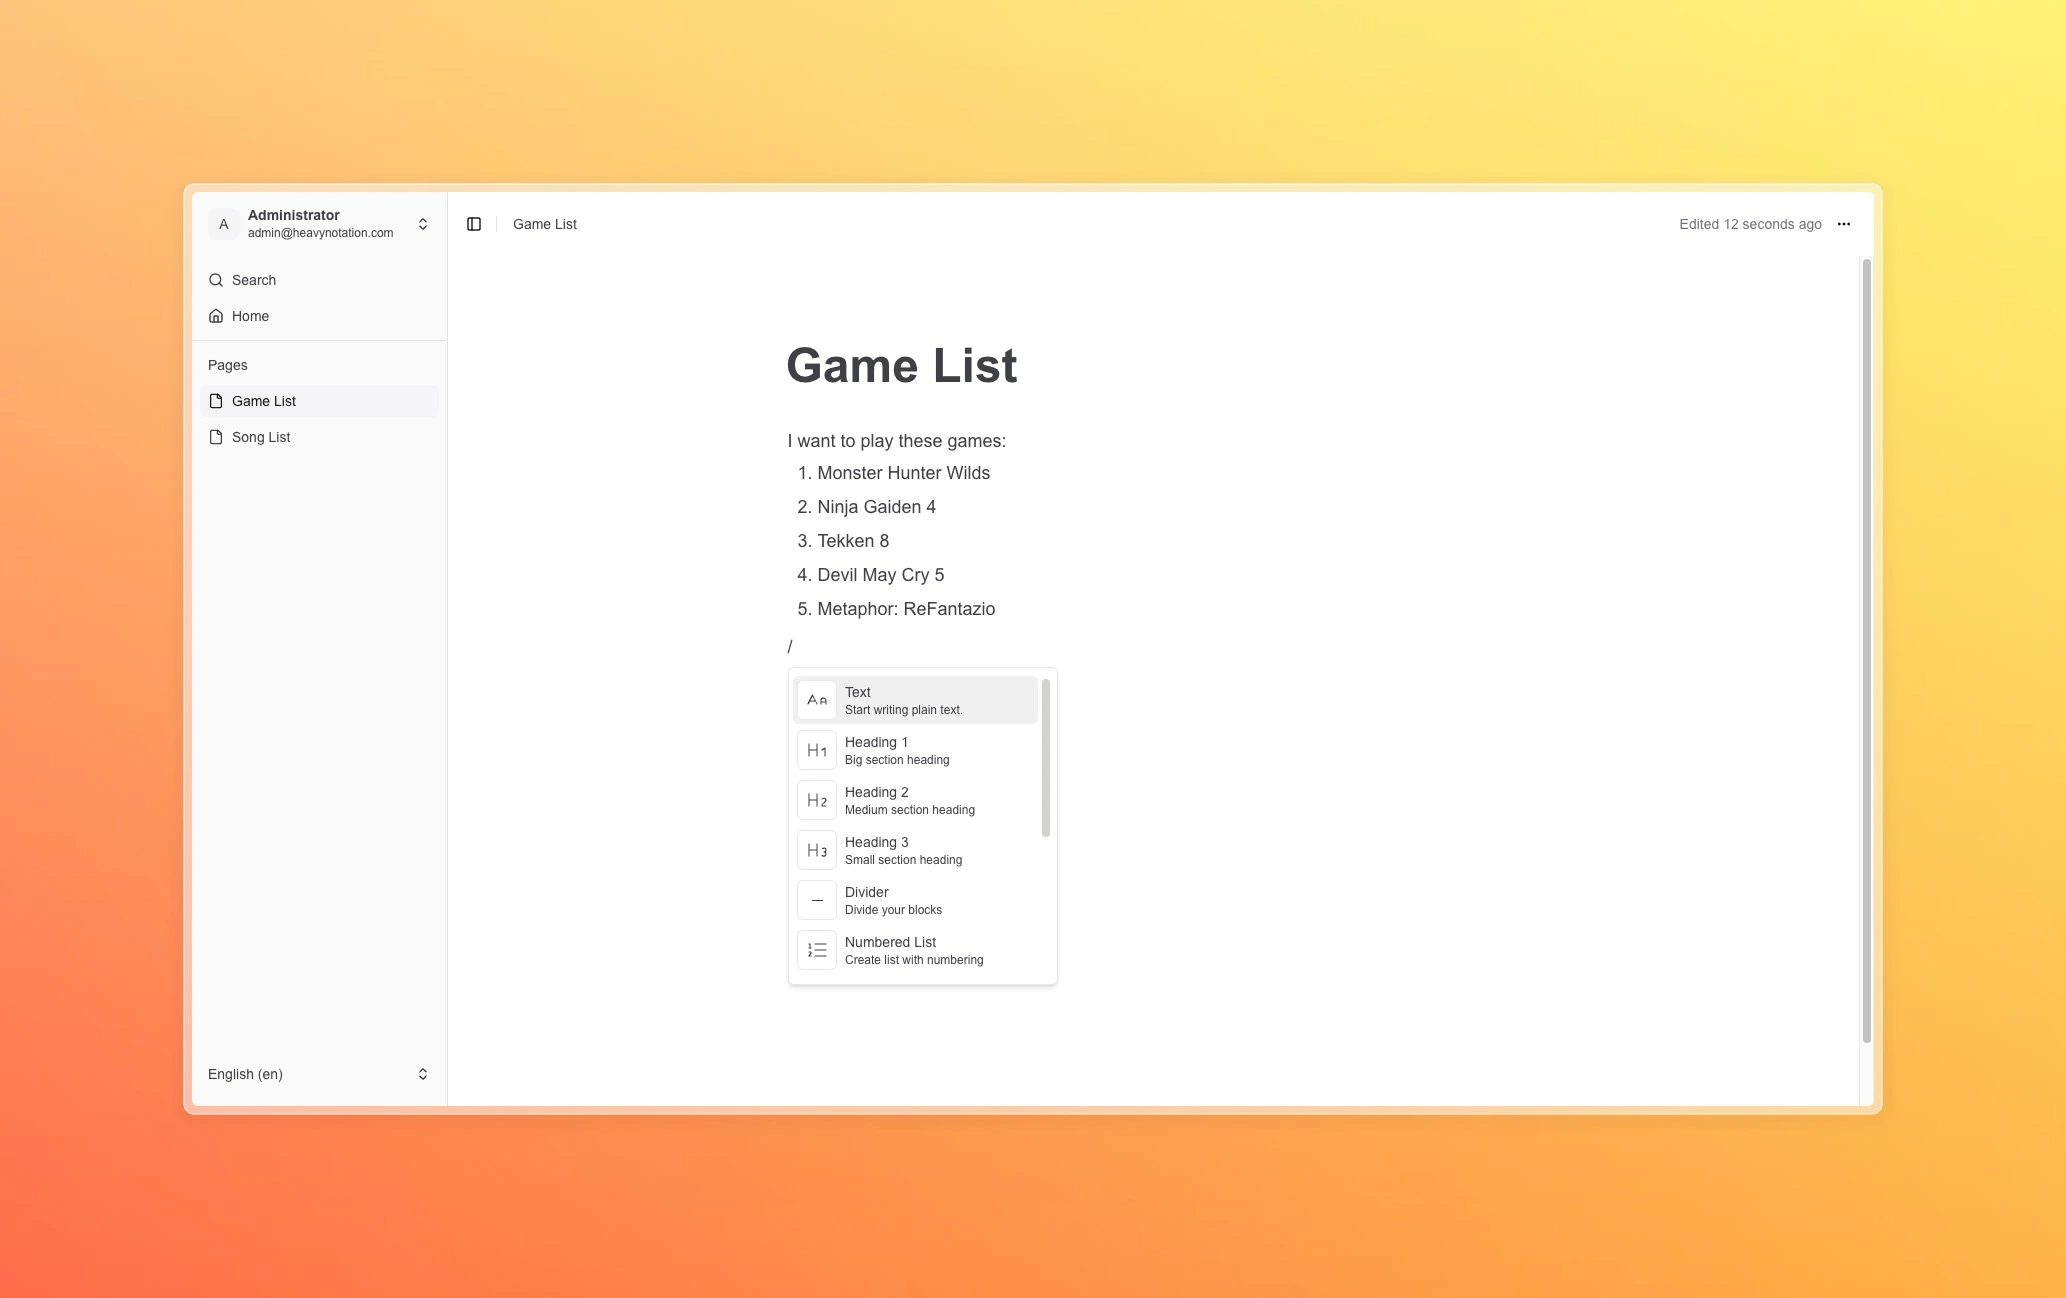 A
Administrator
admin@heavynotation.com
Search
Home
Pages
Game List
Song List
English (en)
Game List
Edited 12 seconds ago
Game List
I want to play these games:
1. Monster Hunter Wilds
2. Ninja Gaiden 4
3. Tekken 8
4. Devil May Cry 5
5. Metaphor: ReFantazio
/
Aa
Text
Start writing plain text.
H1
Heading 1
Big section heading
H2
Heading 2
Medium section heading
H3
Heading 3
Small section heading
Divider
Divide your blocks
Numbered List
Create list with numbering